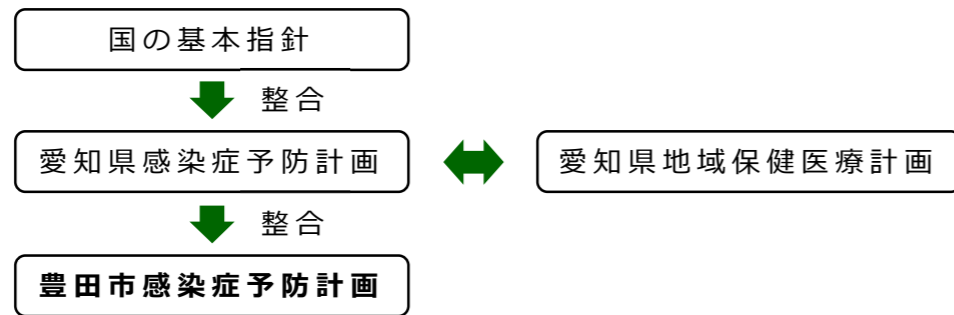 国の基本指針
整合
愛知県感染症予防計画
愛知県地域保健医療計画
整合
豊田市感染症予防計画